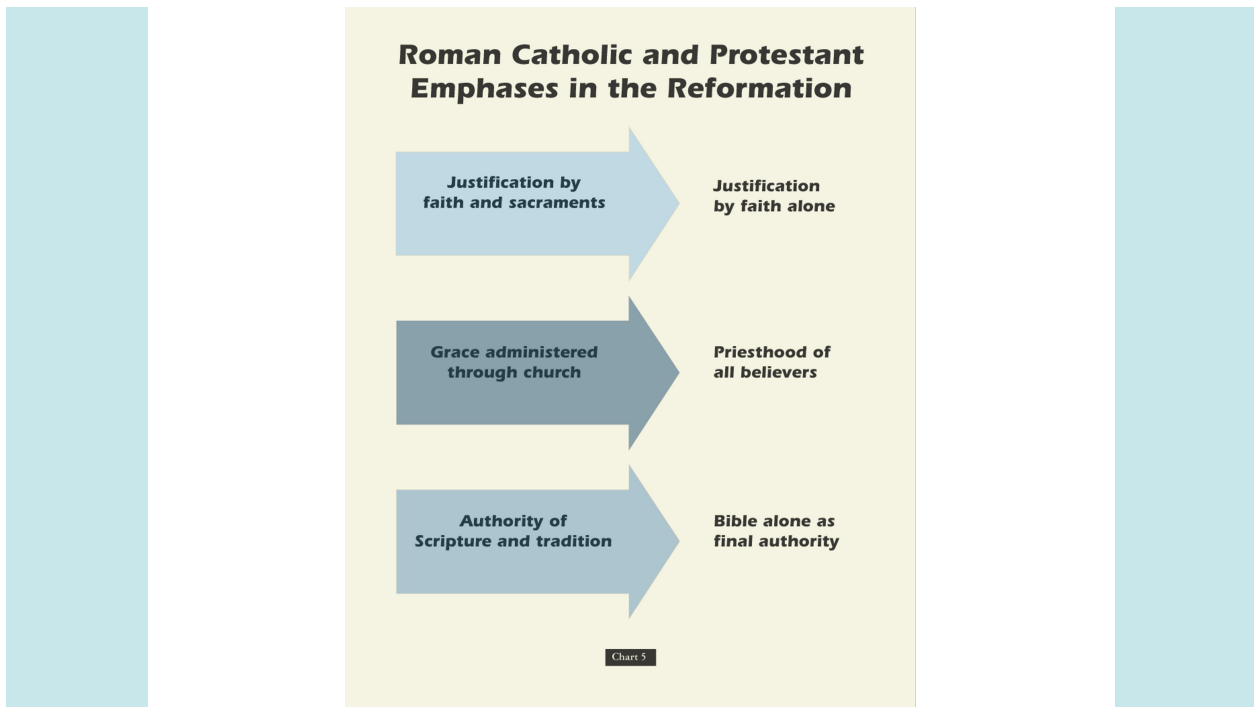 Roman Catholic and Protestant
Emphases in the Reformation
Justification by
faith and sacraments
Justification
by faith alone
Grace administered
through church
Priesthood of
all believers
Authority of
Scripture and tradition
Bible alone as
final authority
Chart 5